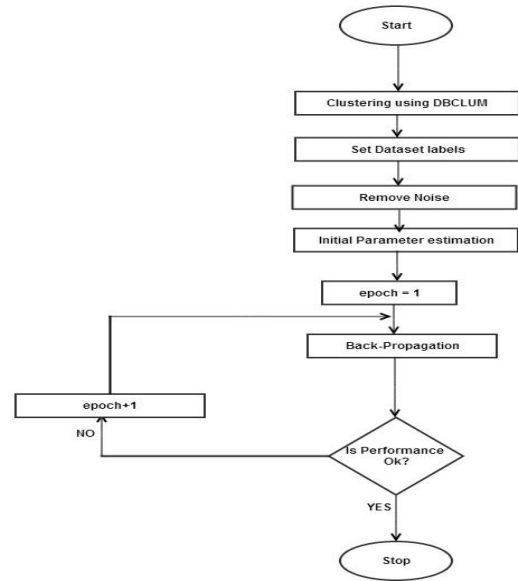 Start
Clustering using DBCLUM
Set Dataset labels
Remove Noise
Initial Parameter estimation
epoch = 1
Back-Propagation
epoch+1
NO
Is Performance
Ok?
YES
Stop